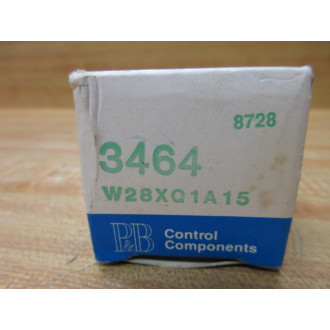 8728
3464
W28XQ1A15
P&B Control
Components